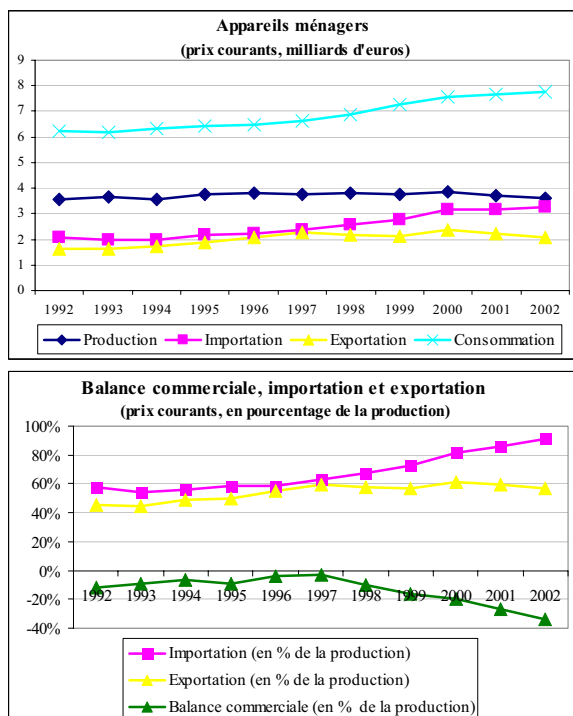 Appareils ménagers
(prix courants, milliards d'euros)
9
8
7
6
5
4
3
2
1
0
1992 1993 1994 1995 1996 1997 1998 1999 2000 2001 2002
Production Importation Exportation Consommation
Balance commerciale, importation et exportation
(prix courants, en pourcentage de la production)
100%
80%
60%
40%
20%
0%
1992 1993 1994 1995 1996 1997 1998 1999 2000 2001 2002
-20%
-40%
Importation (en % de la production)
Exportation (en % de la production)
Balance commerciale (en % de la production)